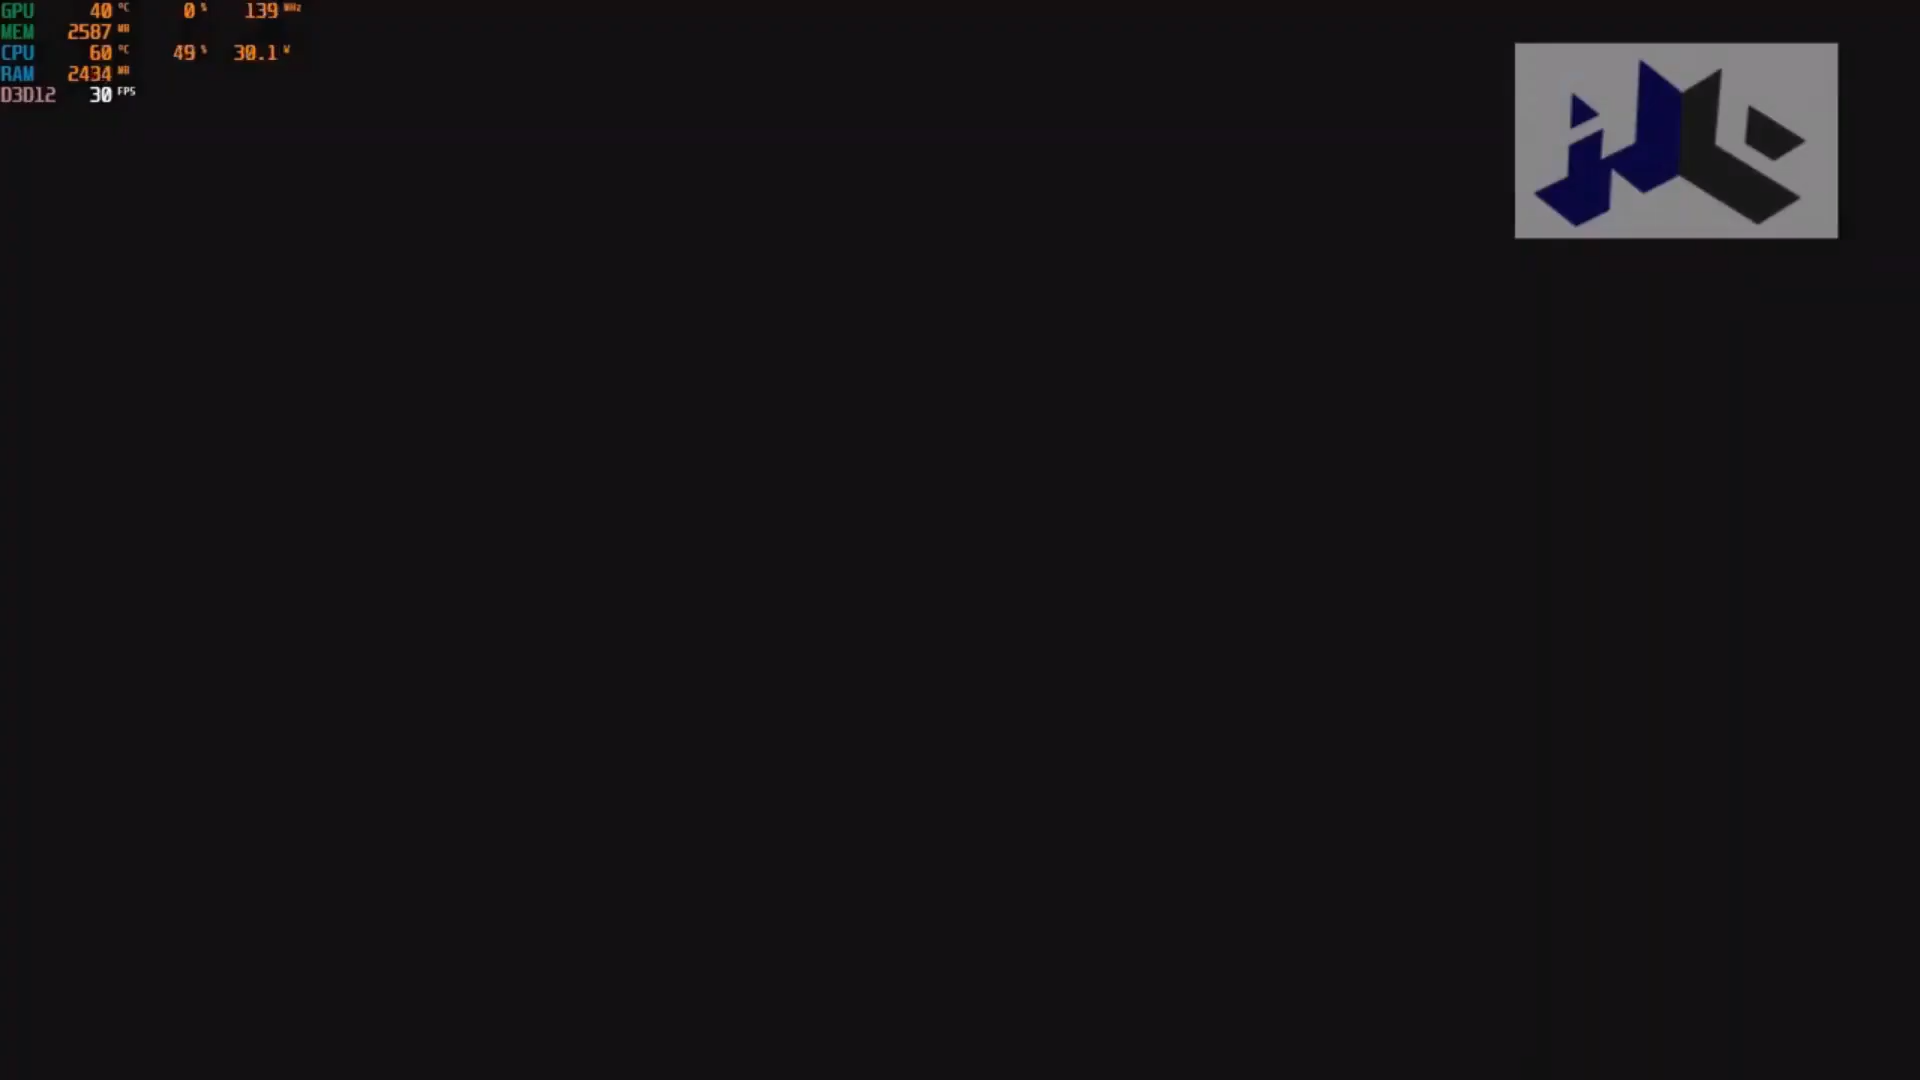 GPU 40 °C 0 % 139 MHz
MEM 2587 MB
CPU 60 °C 49 % 30.1 W
RAM 2434 MB
D3D12 30 FPS